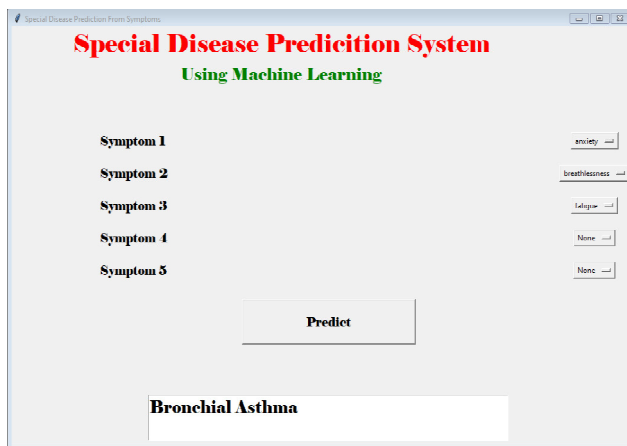 Special Disease Prediction From Symptoms
Special Disease Predicition System
Using Machine Learning
Symptom 1 anxiety
Symptom 2 breathlessness
Symptom 3 fatigue
Symptom 4 None
Symptom 5 None
Predict
Bronchial Asthma